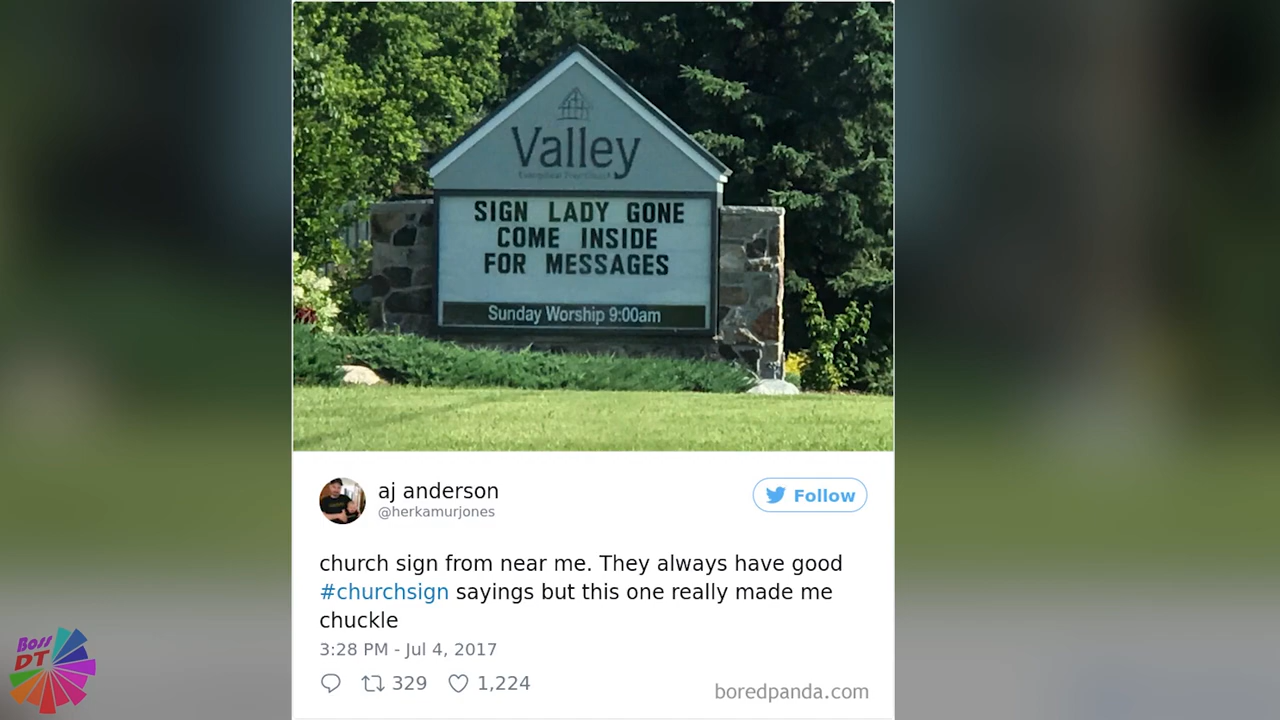 Valley
SIGN LADY GONE
COME INSIDE
FOR MESSAGES
Sunday Worship 9:00am
aj anderson
@herkamurjones
Follow
church sign from near me. They always have good
#churchsign sayings but this one really made me
chuckle
3:28 PM - Jul 4, 2017
329
1,224
boredpanda.com
Boss
DT